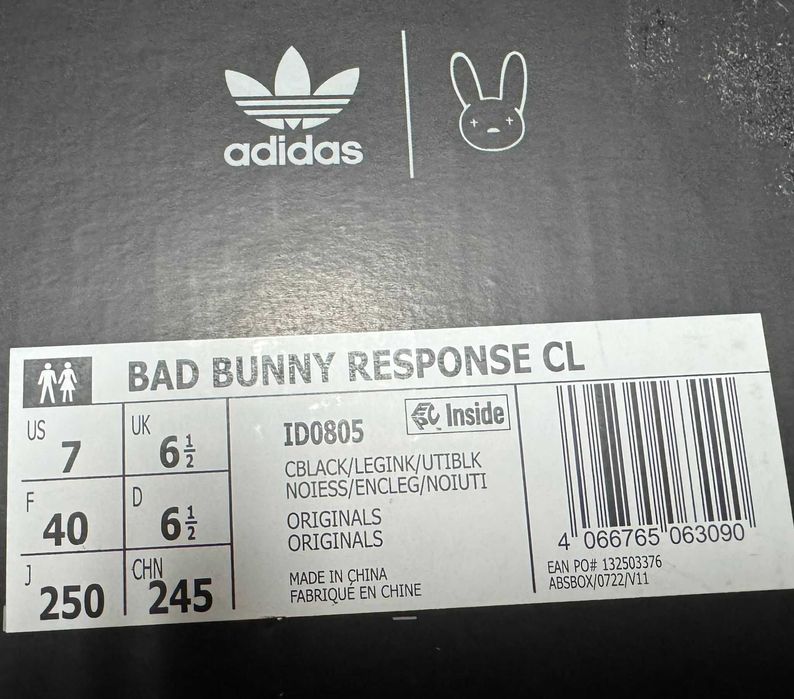 adidas
BAD BUNNY RESPONSE CL
US 7
UK 6½
F 40
D 6½
J 250
CHN 245
ID0805
Inside
CBLACK/LEGINK/UTIBLK
NOIESS/ENCLEG/NOIUTI
ORIGINALS
ORIGINALS
MADE IN CHINA
FABRIQUÉ EN CHINE
4 066765 063090
EAN PO# 132503376
ABSBOX/0722/V11